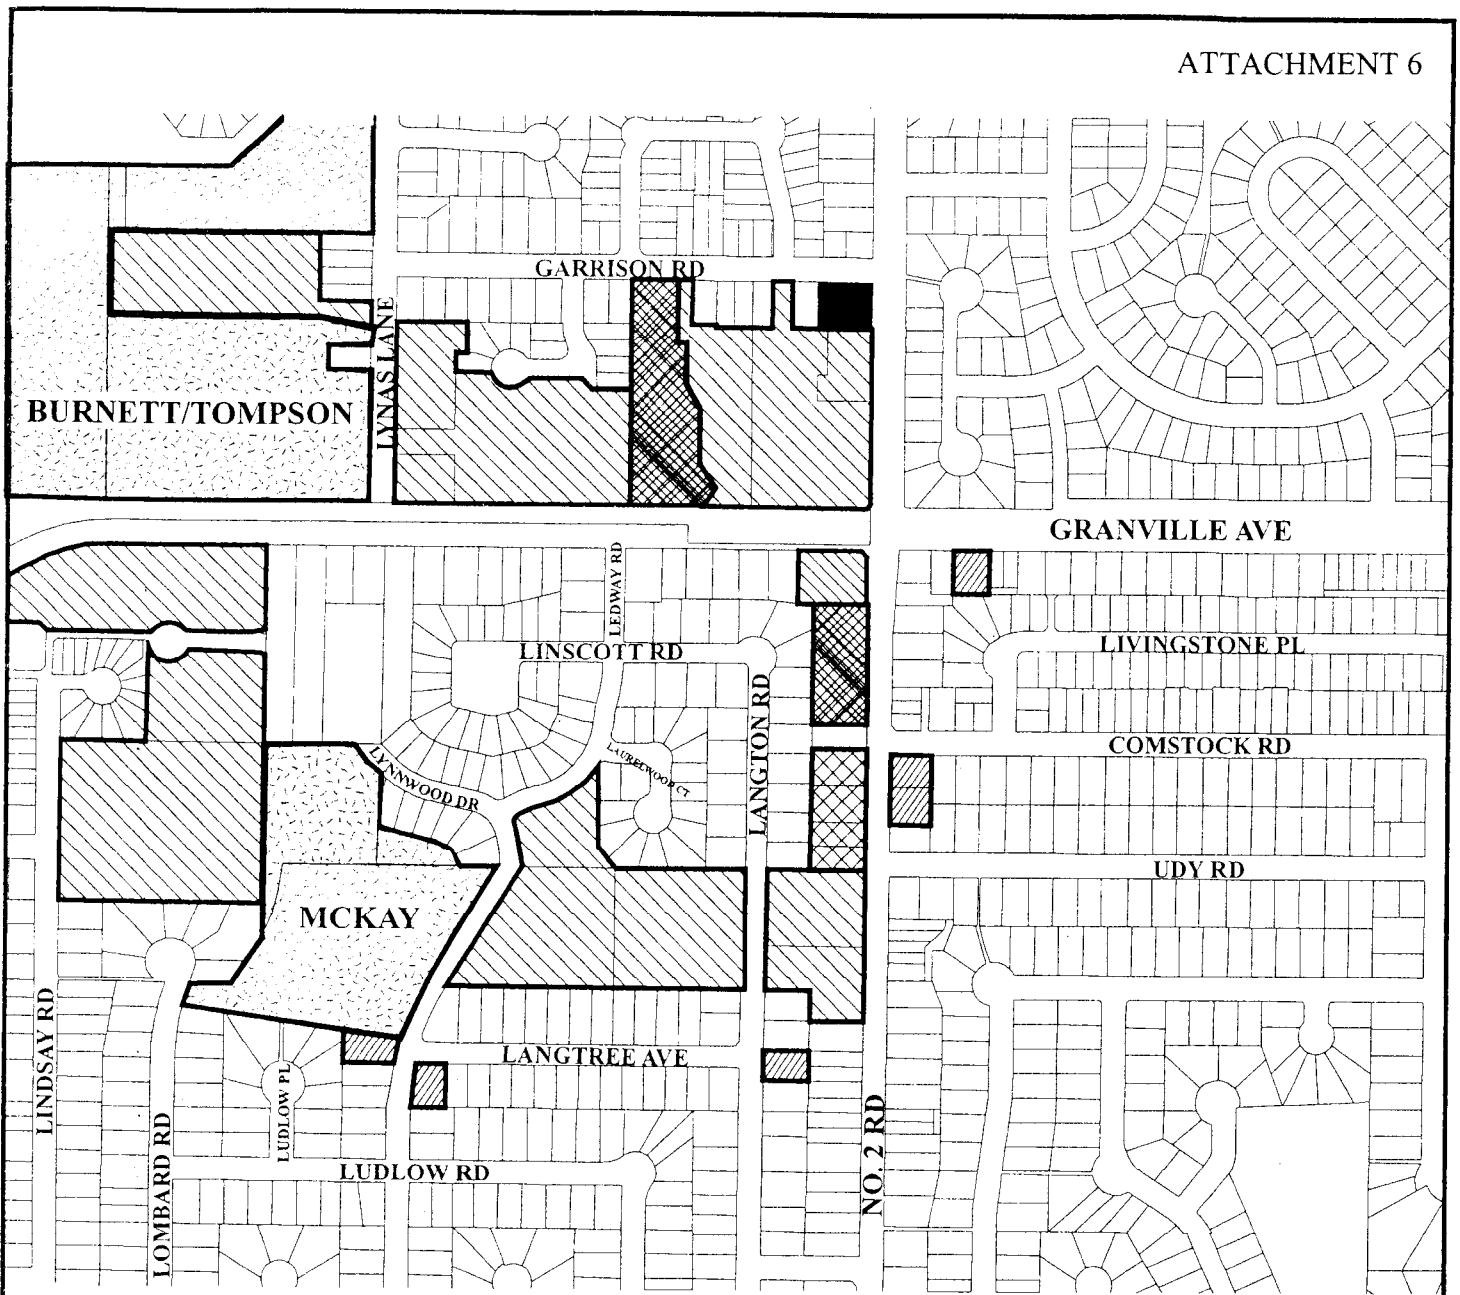 ATTACHMENT 6
GARRISON RD
LYNAS LANE
BURNETT/TOMPSON
GRANVILLE AVE
LEDWAY RD
LINSCOTT RD
LIVINGSTONE PL
LANGTON RD
COMSTOCK RD
LAURELWOOD CT
LYNNWOOD DR
UDY RD
MCKAY
LINDSAY RD
LANGTREE AVE
LUDLOW PL
NO. 2 RD
LOMBARD RD
LUDLOW RD